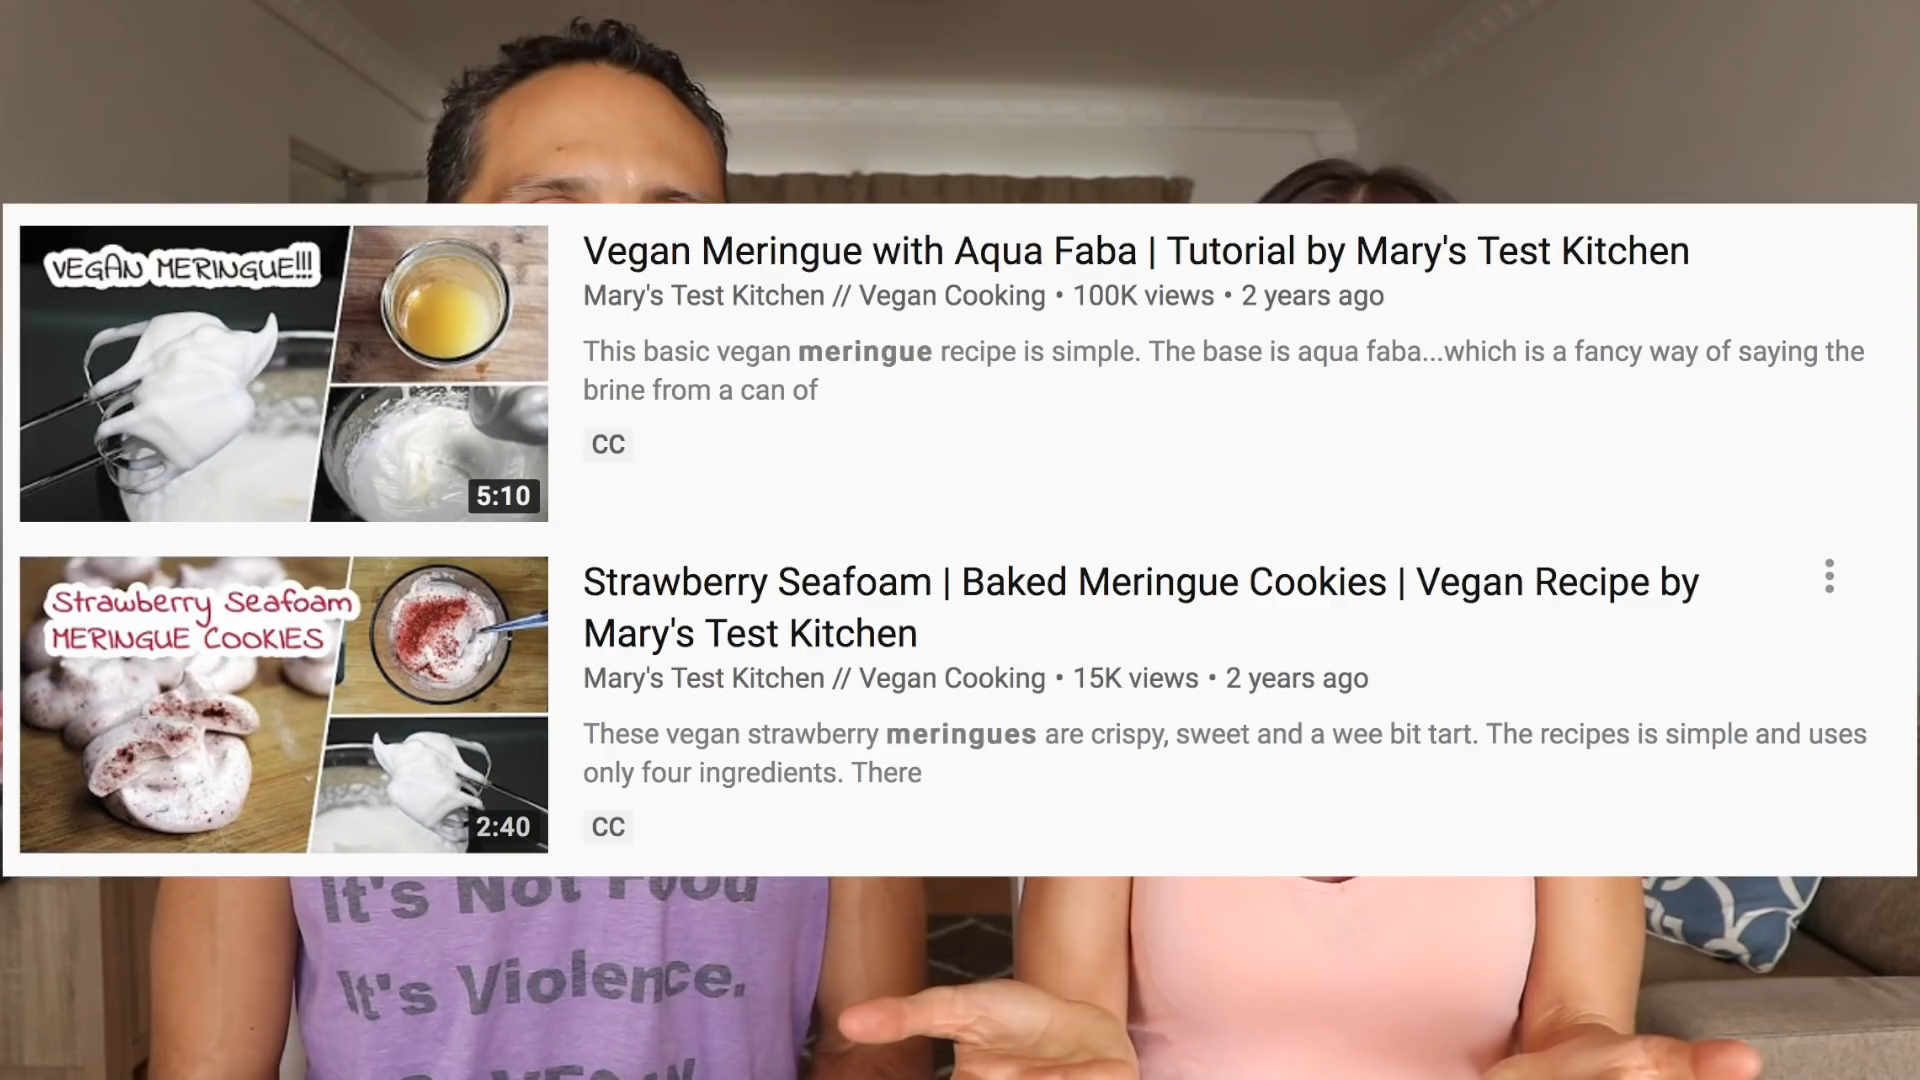 VEGAN MERINGUE!!!
5:10
Vegan Meringue with Aqua Faba | Tutorial by Mary's Test Kitchen
Mary's Test Kitchen // Vegan Cooking • 100K views • 2 years ago
This basic vegan meringue recipe is simple. The base is aqua faba...which is a fancy way of saying the
brine from a can of
CC
Strawberry Seafoam
MERINGUE COOKIES
2:40
Strawberry Seafoam | Baked Meringue Cookies | Vegan Recipe by
Mary's Test Kitchen
Mary's Test Kitchen // Vegan Cooking • 15K views • 2 years ago
These vegan strawberry meringues are crispy, sweet and a wee bit tart. The recipes is simple and uses
only four ingredients. There
CC
It's Not Food
It's Violence.